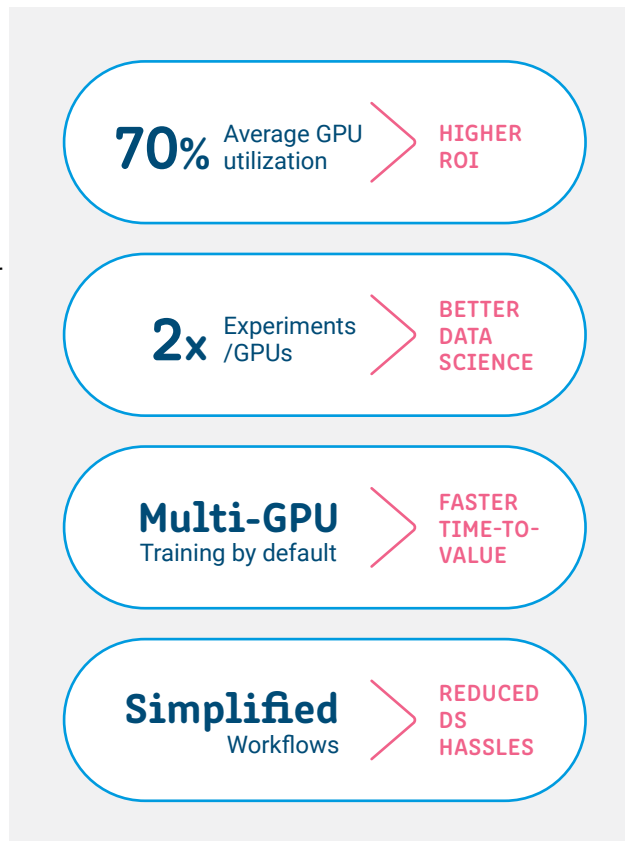 70% Average GPU
utilization
HIGHER
ROI
2x Experiments
/GPUs
BETTER
DATA
SCIENCE
Multi-GPU
Training by default
FASTER
TIME-TO-
VALUE
Simplified
Workflows
REDUCED
DS
HASSLES